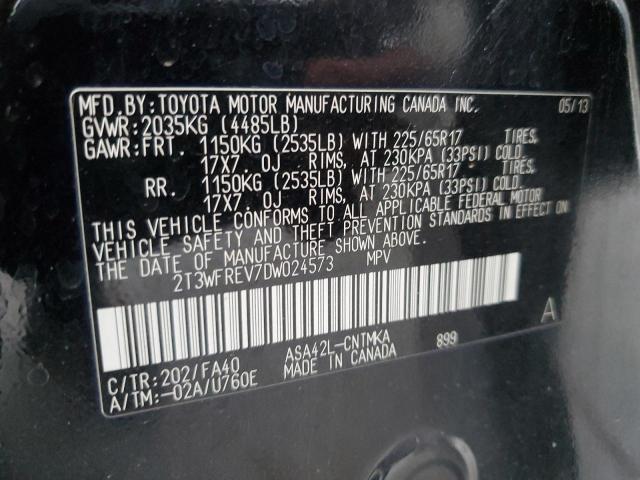 MFD.BY:TOYOTA MOTOR MANUFACTURING CANADA INC. 05/13
GVWR:2035KG (4485LB)
GAWR:FRT. 1150KG (2535LB) WITH 225/65R17 TIRES,
17X7. 0J RIMS, AT 230KPA (33PSI) COLD.
RR. 1150KG (2535LB) WITH 225/65R17 TIRES,
17X7. 0J RIMS, AT 230KPA (33PSI) COLD.
THIS VEHICLE CONFORMS TO ALL APPLICABLE FEDERAL MOTOR
VEHICLE SAFETY AND THEFT PREVENTION STANDARDS IN EFFECT ON
THE DATE OF MANUFACTURE SHOWN ABOVE.
2T3WFREV7DW024573 MPV
A
C/TR:202/FA40 ASA42L-CNTMKA 899
A/TM:-02A/U760E MADE IN CANADA